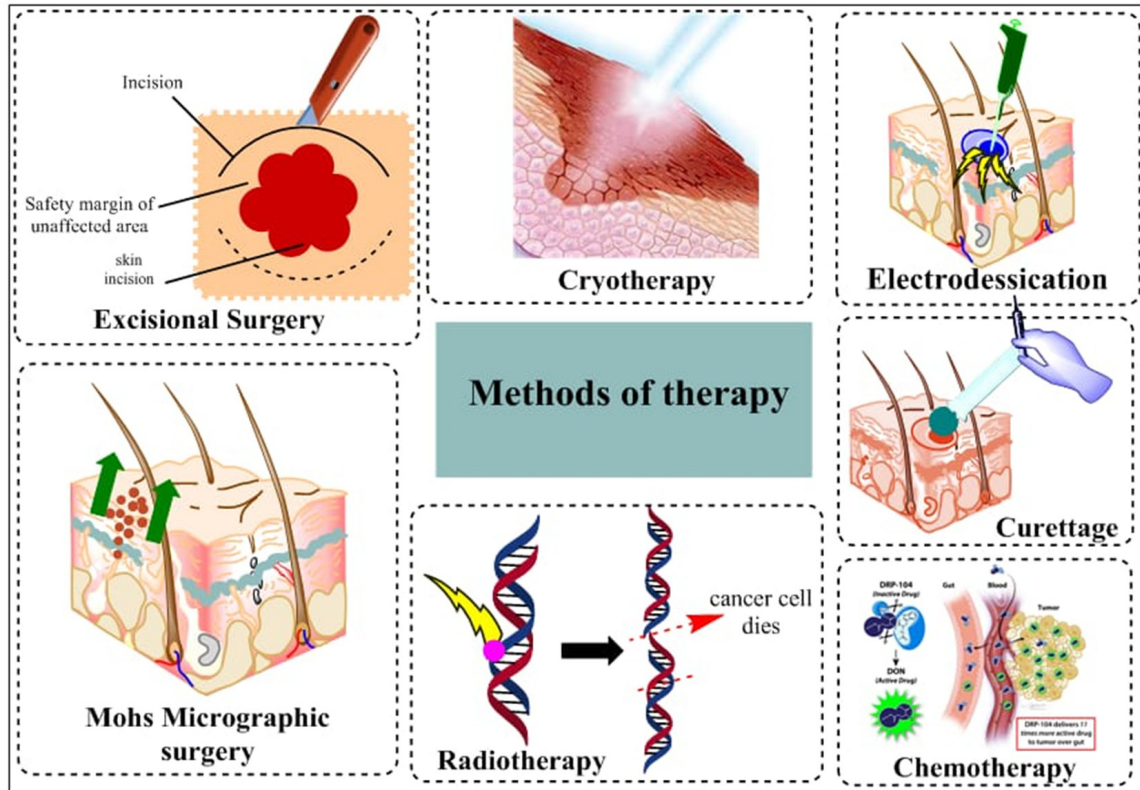 Incision
Safety margin of
unaffected area
skin
incision
Excisional Surgery
Cryotherapy
Electrodessication
Methods of therapy
Curettage
Mohs Micrographic
surgery
cancer cell
dies
Radiotherapy
DRP-104
(Inactive Drug)
DON
(Active Drug)
Gut
Blood
Tumor
DRP-104 delivers 11
times more active drug
to tumor over gut
Chemotherapy